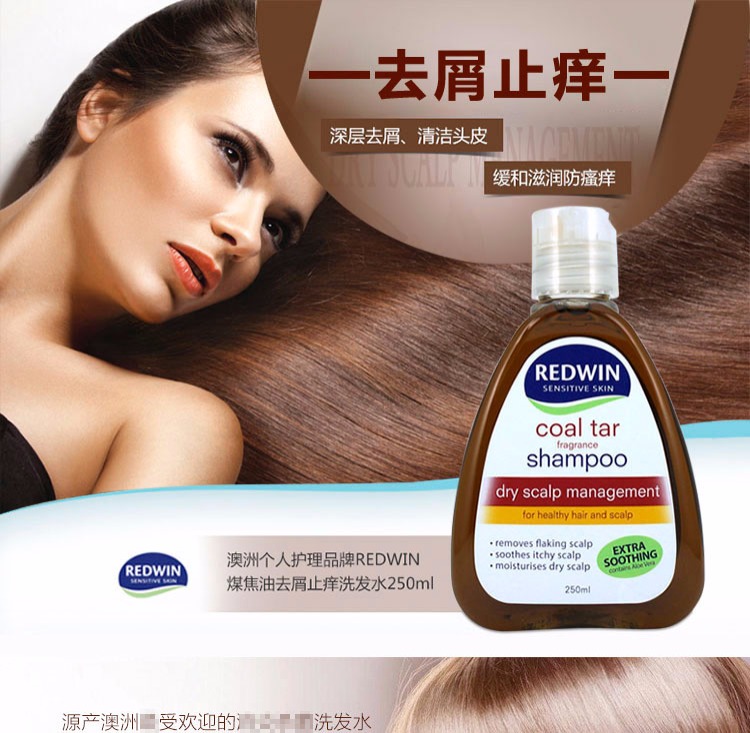 一去屑止痒一
深层去屑、清洁头皮
DRY SCALP MANAGEMENT
缓和滋润防瘙痒
REDWIN
SENSITIVE SKIN
coal tar
fragrance
shampoo
dry scalp management
for healthy hair and scalp
• removes flaking scalp
• soothes itchy scalp
• moisturises dry scalp
EXTRA
SOOTHING
contains Aloe Vera
250ml
REDWIN
SENSITIVE SKIN
澳洲个人护理品牌REDWIN
煤焦油去屑止痒洗发水250ml
源产澳洲 受欢迎的 洗发水